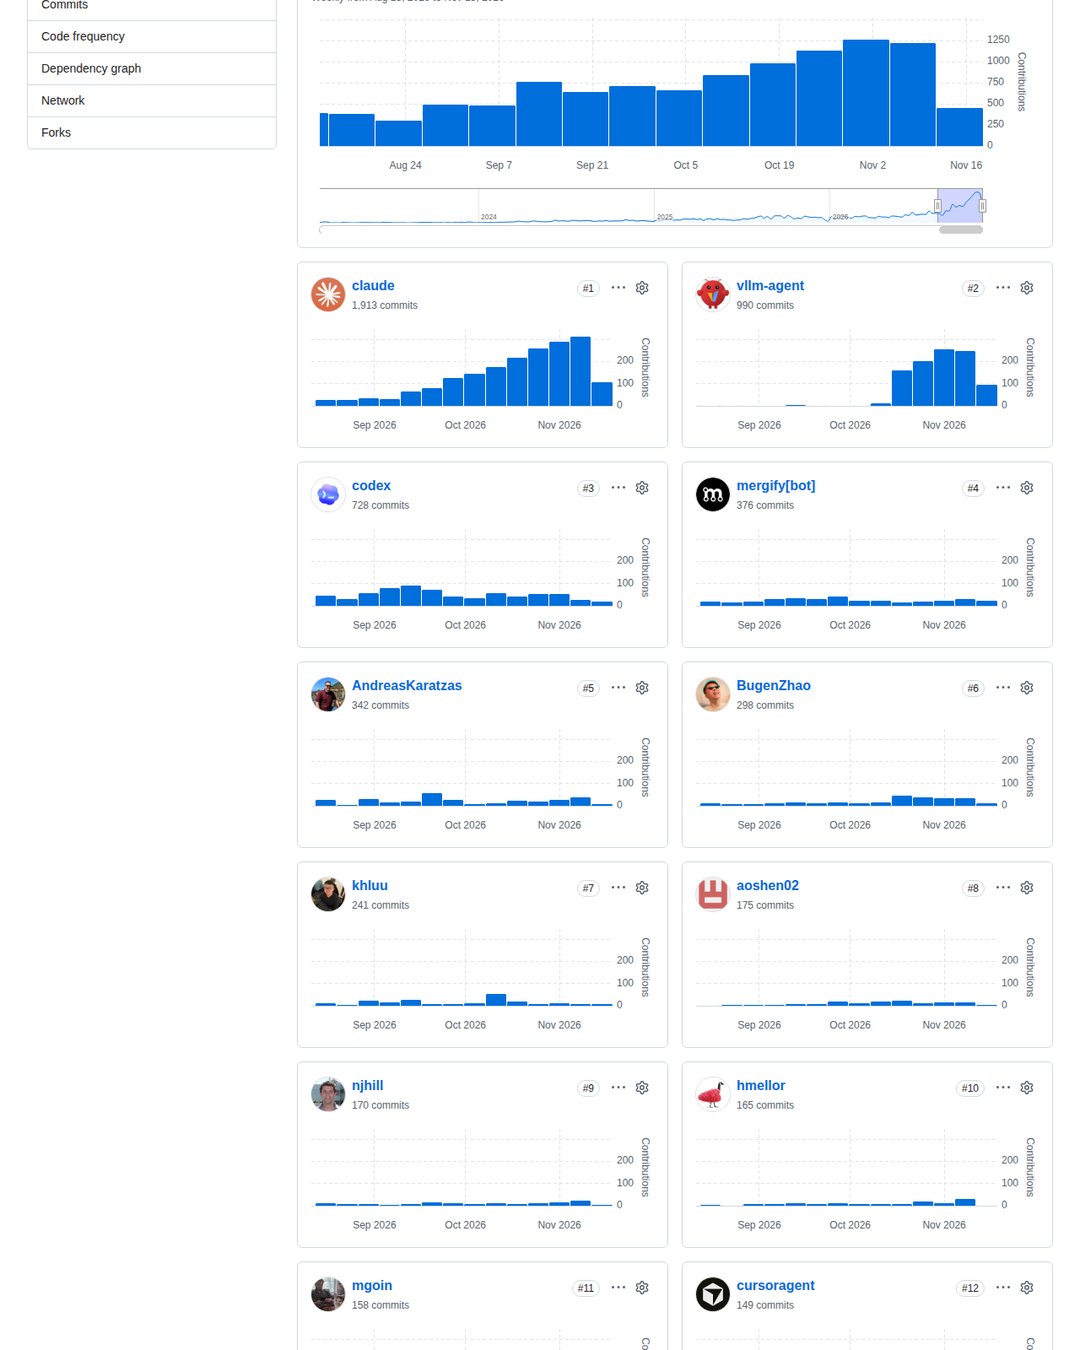 Commits
Code frequency
Dependency graph
Network
Forks
1250
1000
750
500
250
0
Contributions
Aug 24
Sep 7
Sep 21
Oct 5
Oct 19
Nov 2
Nov 16
2024
2025
2026
claude
#1
1,913 commits
200
100
0
Contributions
Sep 2026
Oct 2026
Nov 2026
vllm-agent
#2
990 commits
200
100
0
Contributions
Sep 2026
Oct 2026
Nov 2026
codex
#3
728 commits
200
100
0
Contributions
Sep 2026
Oct 2026
Nov 2026
mergify[bot]
#4
376 commits
200
100
0
Contributions
Sep 2026
Oct 2026
Nov 2026
AndreasKaratzas
#5
342 commits
200
100
0
Contributions
Sep 2026
Oct 2026
Nov 2026
BugenZhao
#6
298 commits
200
100
0
Contributions
Sep 2026
Oct 2026
Nov 2026
khluu
#7
241 commits
200
100
0
Contributions
Sep 2026
Oct 2026
Nov 2026
aoshen02
#8
175 commits
200
100
0
Contributions
Sep 2026
Oct 2026
Nov 2026
njhill
#9
170 commits
200
100
0
Contributions
Sep 2026
Oct 2026
Nov 2026
hmellor
#10
165 commits
200
100
0
Contributions
Sep 2026
Oct 2026
Nov 2026
mgoin
#11
158 commits
Co
cursoragent
#12
149 commits
Co